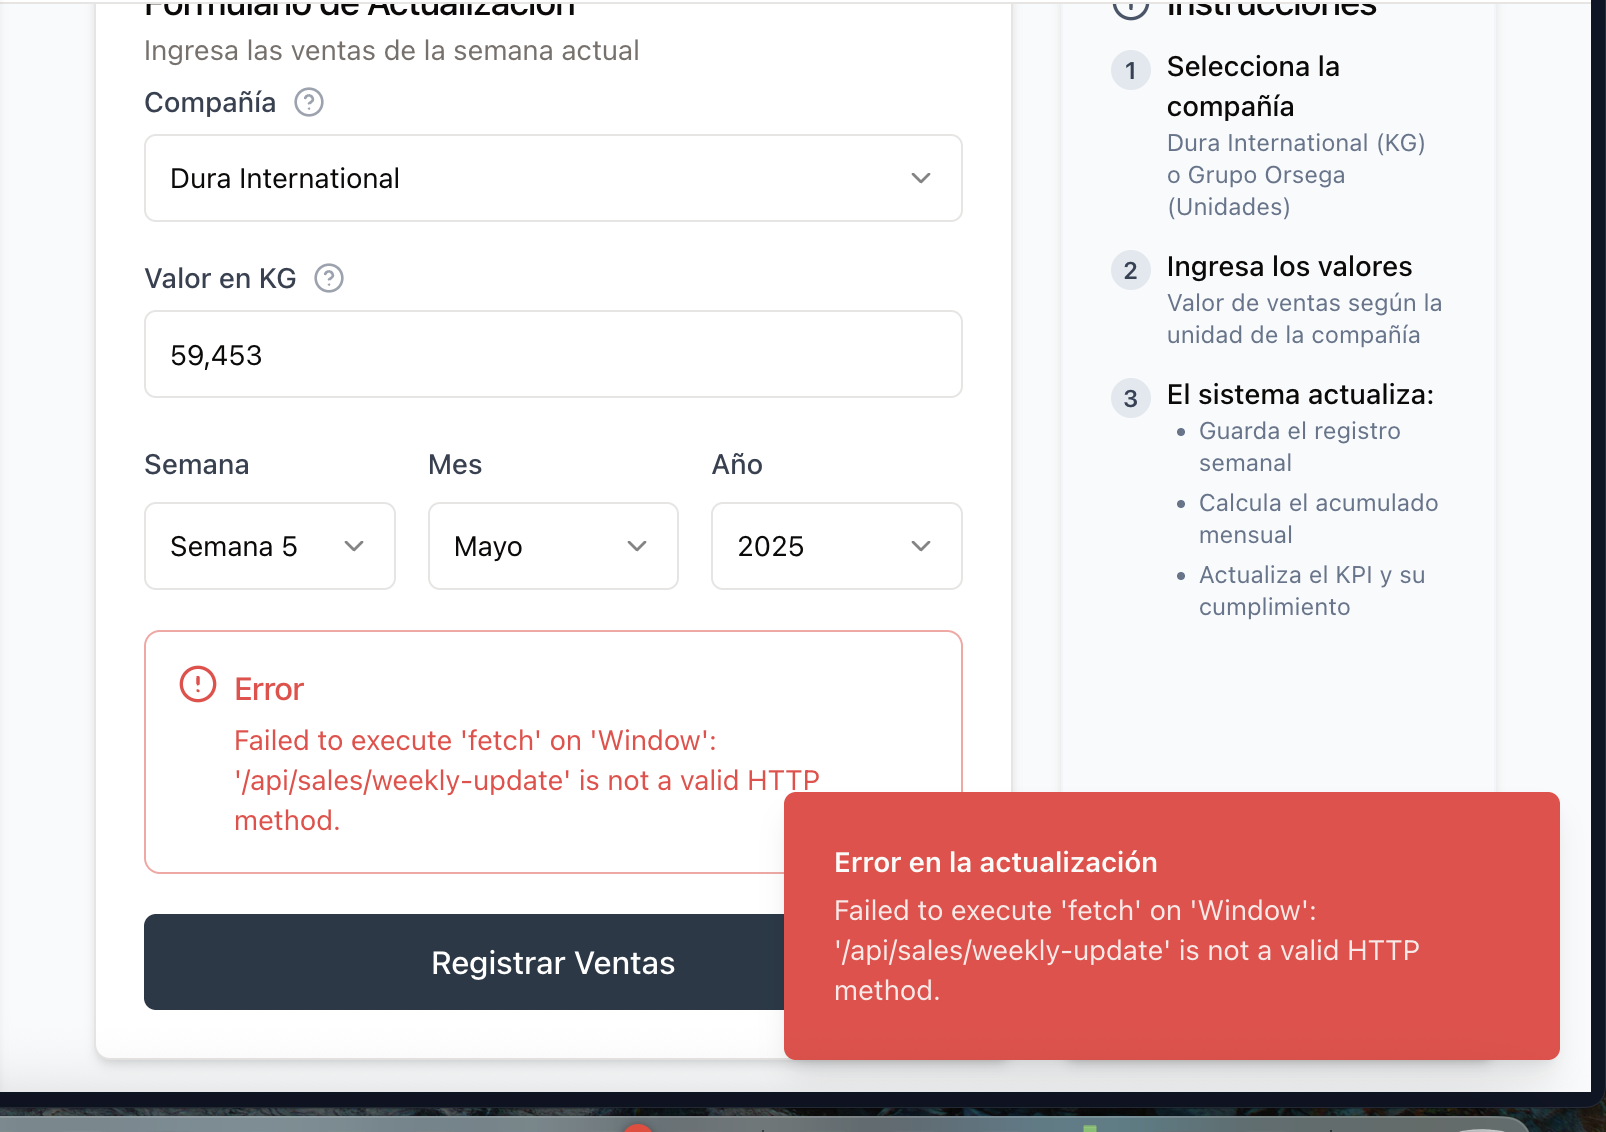 Formulario de Actualización
Ingresa las ventas de la semana actual
Compañía ?
Dura International
Valor en KG ?
59,453
Semana Mes Año
Semana 5 Mayo 2025
Error
Failed to execute 'fetch' on 'Window':
'/api/sales/weekly-update' is not a valid HTTP
method.
Registrar Ventas
Instrucciones
1 Selecciona la
compañía
Dura International (KG)
o Grupo Orsega
(Unidades)
2 Ingresa los valores
Valor de ventas según la
unidad de la compañía
3 El sistema actualiza:
• Guarda el registro
semanal
• Calcula el acumulado
mensual
• Actualiza el KPI y su
cumplimiento
Error en la actualización
Failed to execute 'fetch' on 'Window':
'/api/sales/weekly-update' is not a valid HTTP
method.